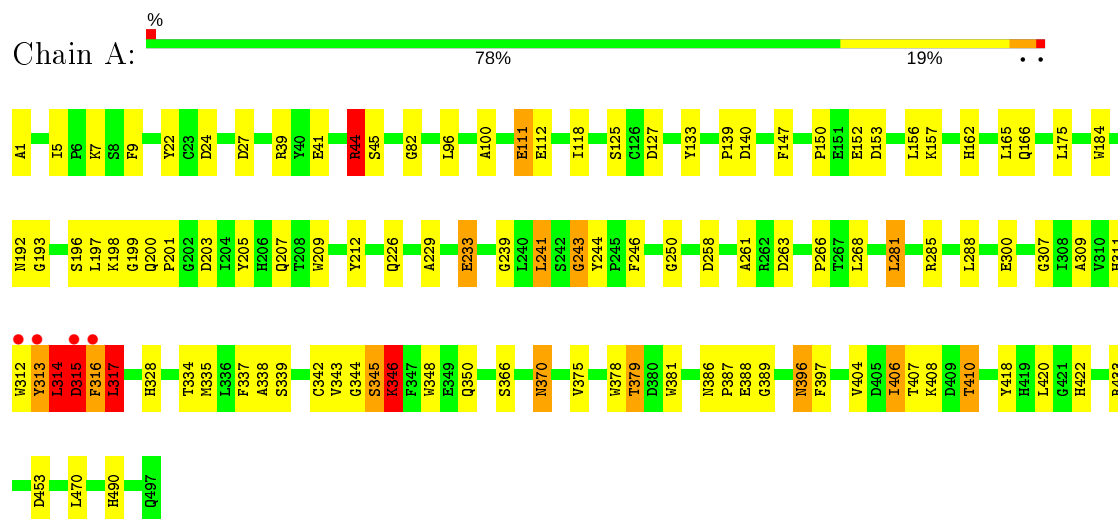 %
Chain A:
78% 19% • •
A1 I5 P6 K7 S8 F9 Y22 C23 D24 D27 R39 Y40 E41 R44 S45 G82 L96 A100 E111 E112 I118 S125 C126 D127 Y133 P139 D140 F147 P150 E151 E152 D153 L156 K157 H162 L165 Q166 L175 W184
N192 G193 S196 L197 K198 G199 Q200 P201 G202 D203 I204 Y205 H206 Q207 T208 W209 Y212 Q226 A229 E233 G239 L240 L241 S242 G243 Y244 P245 F246 G250 D258 A261 R262 D263 P266 T267 L268 L281 R285 L288 E300 G307 I308 A309 V310 H311
W312 Y313 L314 D315 F316 L317 H328 T334 M335 L336 F337 A338 S339 C342 V343 G344 S345 K346 F347 W348 E349 Q350 S366 N370 V375 W378 T379 D380 W381 N386 P387 E388 G389 N396 F397 V404 D405 I406 T407 K408 D409 T410 Y418 H419 L420 G421 H422
D453 L470 H490 Q497